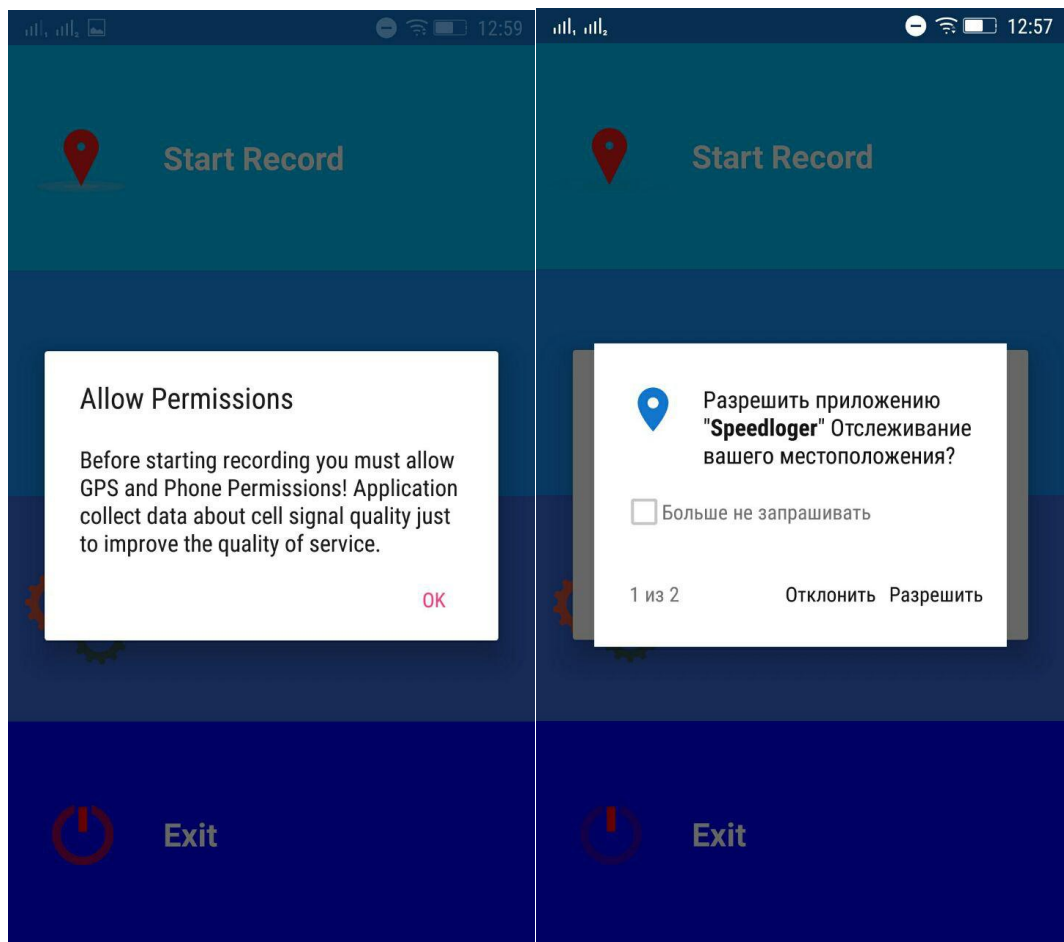 12:59
Start Record
Allow Permissions
Before starting recording you must allow
GPS and Phone Permissions! Application
collect data about cell signal quality just
to improve the quality of service.
OK
Exit
12:57
Start Record
Разрешить приложению
"Speedloger" Отслеживание
вашего местоположения?
Больше не запрашивать
1 из 2
Отклонить Разрешить
Exit